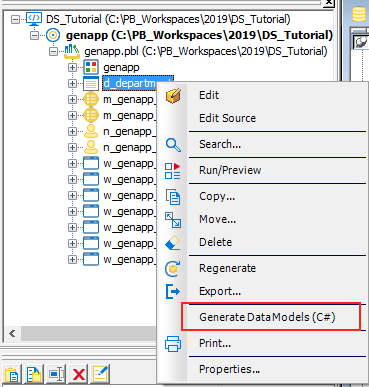 DS_Tutorial (C:\PB_Workspaces\2019\DS_Tutorial)
genapp (C:\PB_Workspaces\2019\DS_Tutorial)
genapp.pbl (C:\PB_Workspaces\2019\DS_Tutorial)
genapp
d_departm
m_genapp_
m_genapp_
n_genapp_
n_genapp_
w_genapp_
w_genapp_
w_genapp_
w_genapp_
w_genapp_
w_genapp_
Edit
Edit Source
Search...
Run/Preview
Copy...
Move...
Delete
Regenerate
Export...
Generate DataModels (C#)
Print...
Properties...